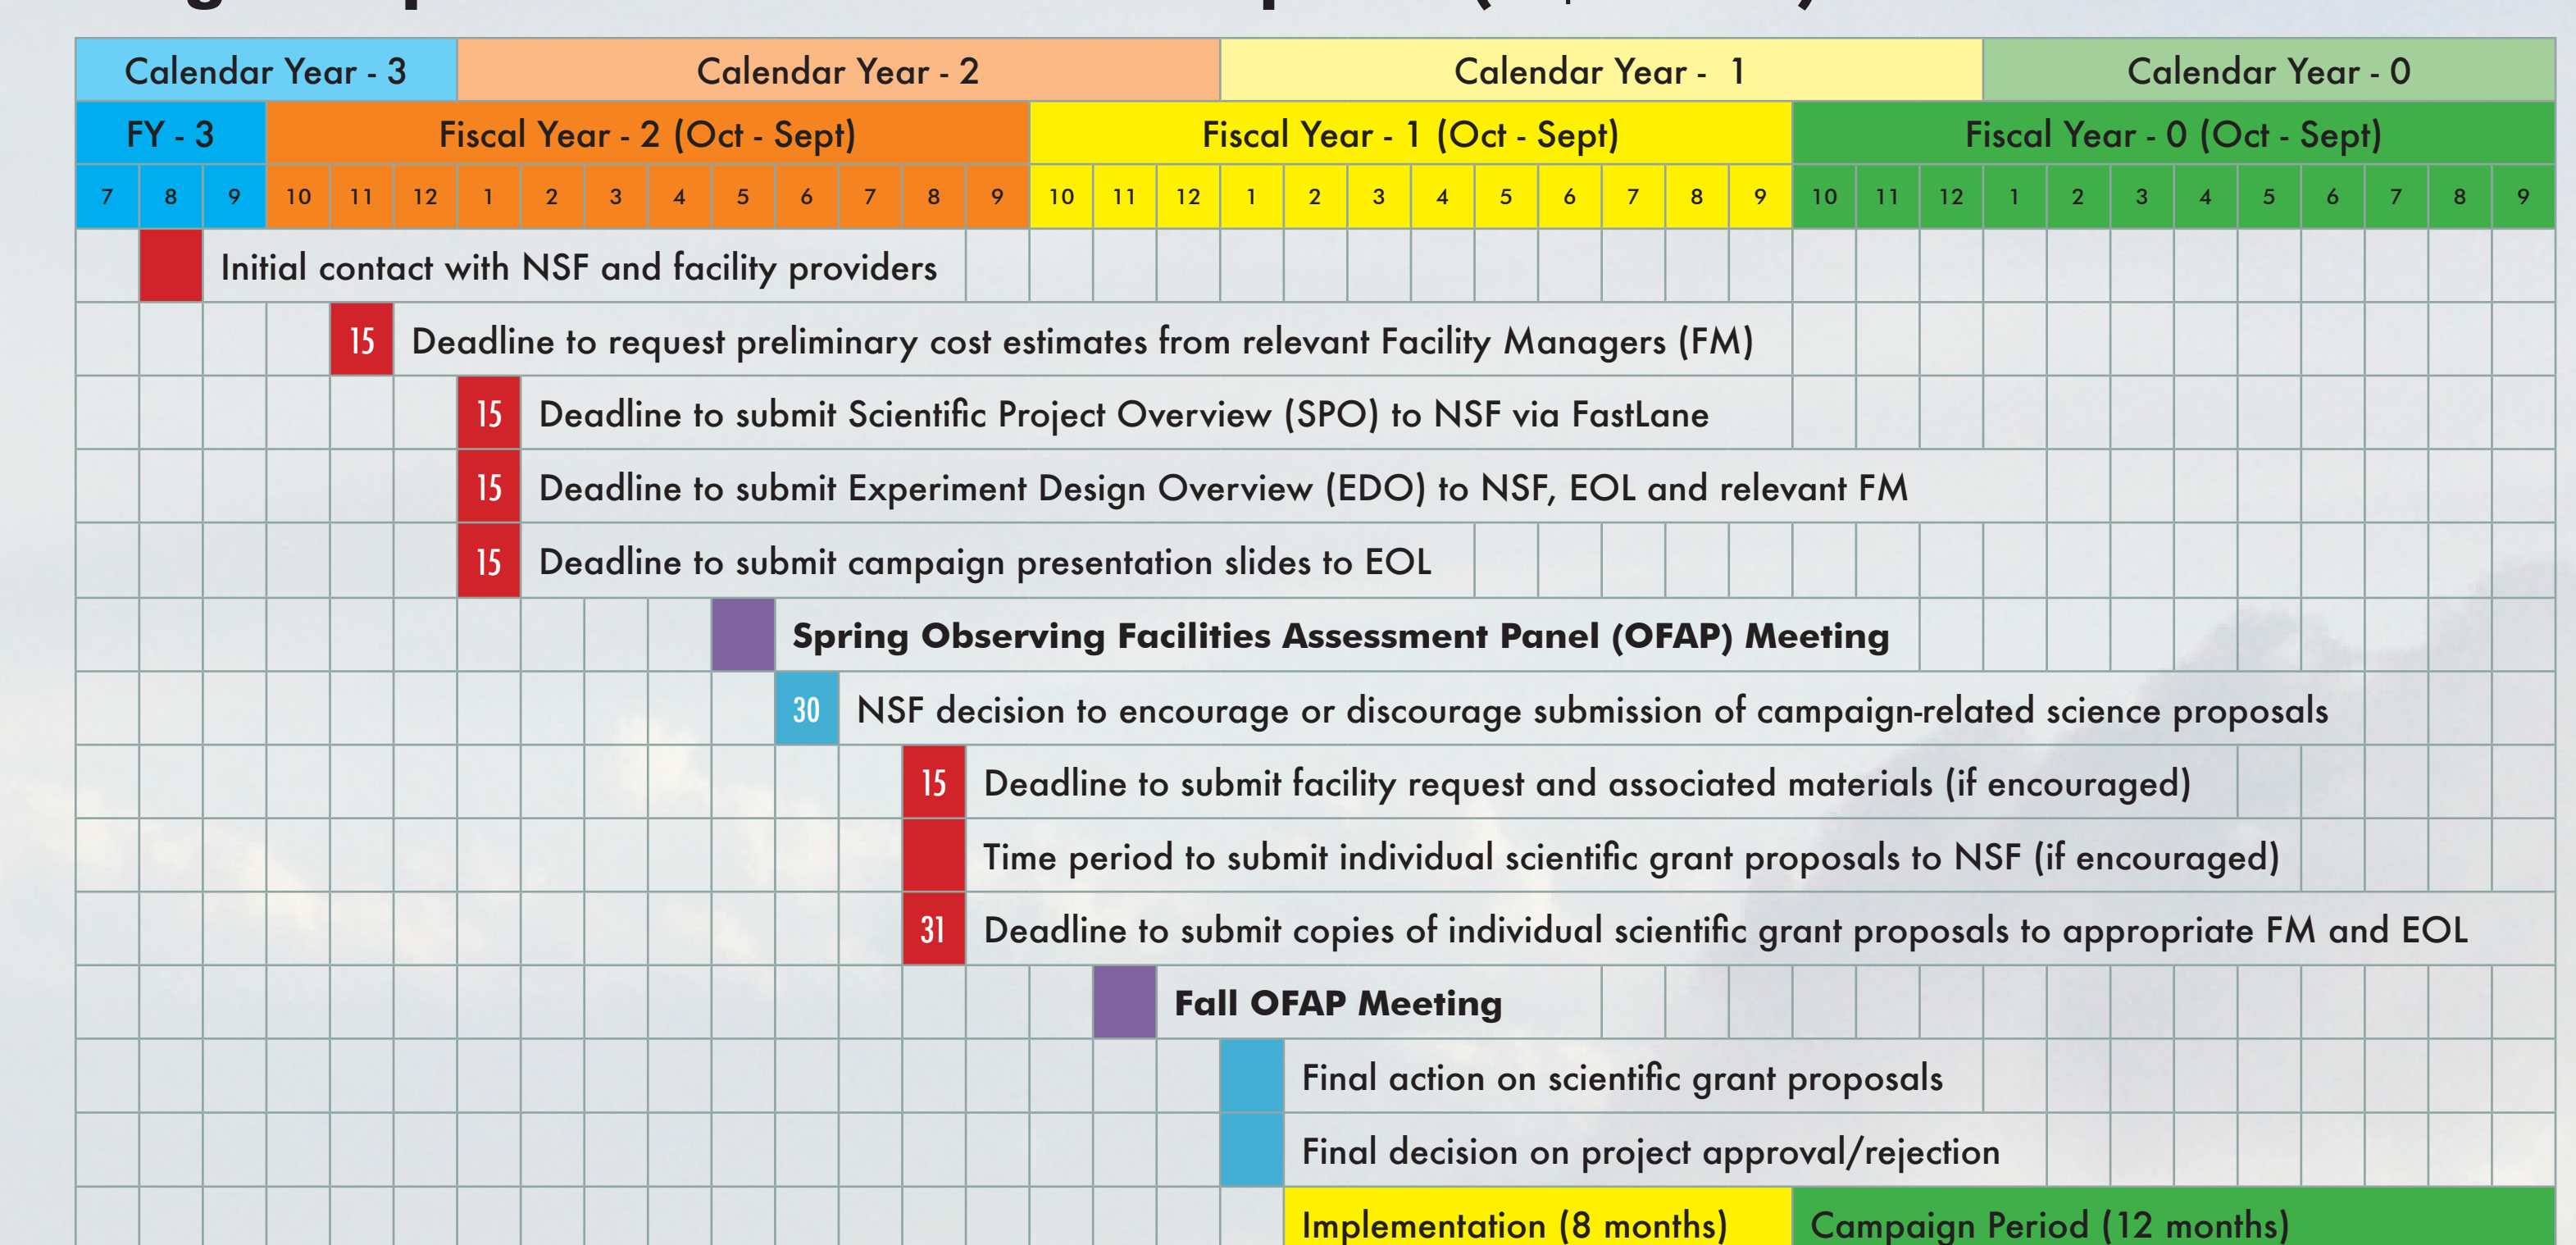 Calendar Year - 3 Calendar Year - 2 Calendar Year - 1 Calendar Year - 0
FY - 3 Fiscal Year - 2 (Oct - Sept) Fiscal Year - 1 (Oct - Sept) Fiscal Year - 0 (Oct - Sept)
7 8 9 10 11 12 1 2 3 4 5 6 7 8 9 10 11 12 1 2 3 4 5 6 7 8 9 10 11 12 1 2 3 4 5 6 7 8 9
Initial contact with NSF and facility providers
15 Deadline to request preliminary cost estimates from relevant Facility Managers (FM)
15 Deadline to submit Scientific Project Overview (SPO) to NSF via FastLane
15 Deadline to submit Experiment Design Overview (EDO) to NSF, EOL and relevant FM
15 Deadline to submit campaign presentation slides to EOL
Spring Observing Facilities Assessment Panel (OFAP) Meeting
30 NSF decision to encourage or discourage submission of campaign-related science proposals
15 Deadline to submit facility request and associated materials (if encouraged)
Time period to submit individual scientific grant proposals to NSF (if encouraged)
31 Deadline to submit copies of individual scientific grant proposals to appropriate FM and EOL
Fall OFAP Meeting
Final action on scientific grant proposals
Final decision on project approval/rejection
Implementation (8 months) Campaign Period (12 months)